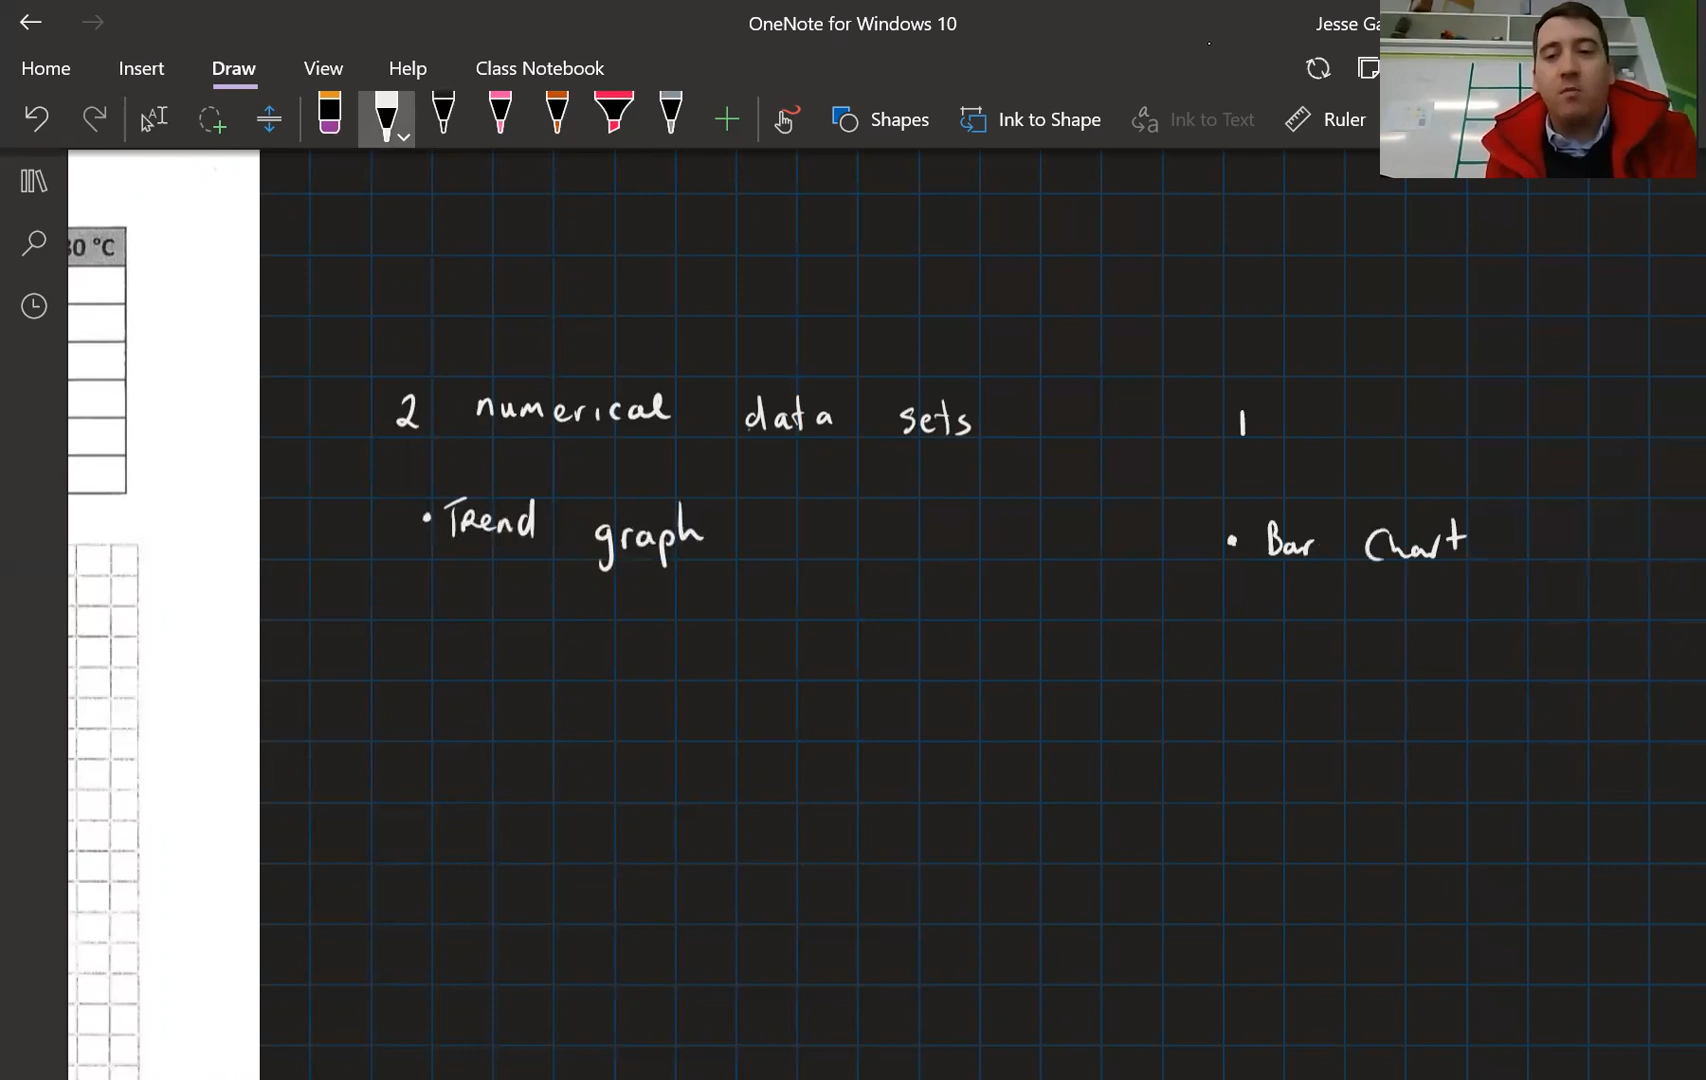 OneNote for Windows 10
Jesse Ga
Home Insert Draw View Help Class Notebook
Shapes Ink to Shape Ink to Text Ruler
30 °C
2 numerical data sets
1
• Trend graph
• Bar Chart